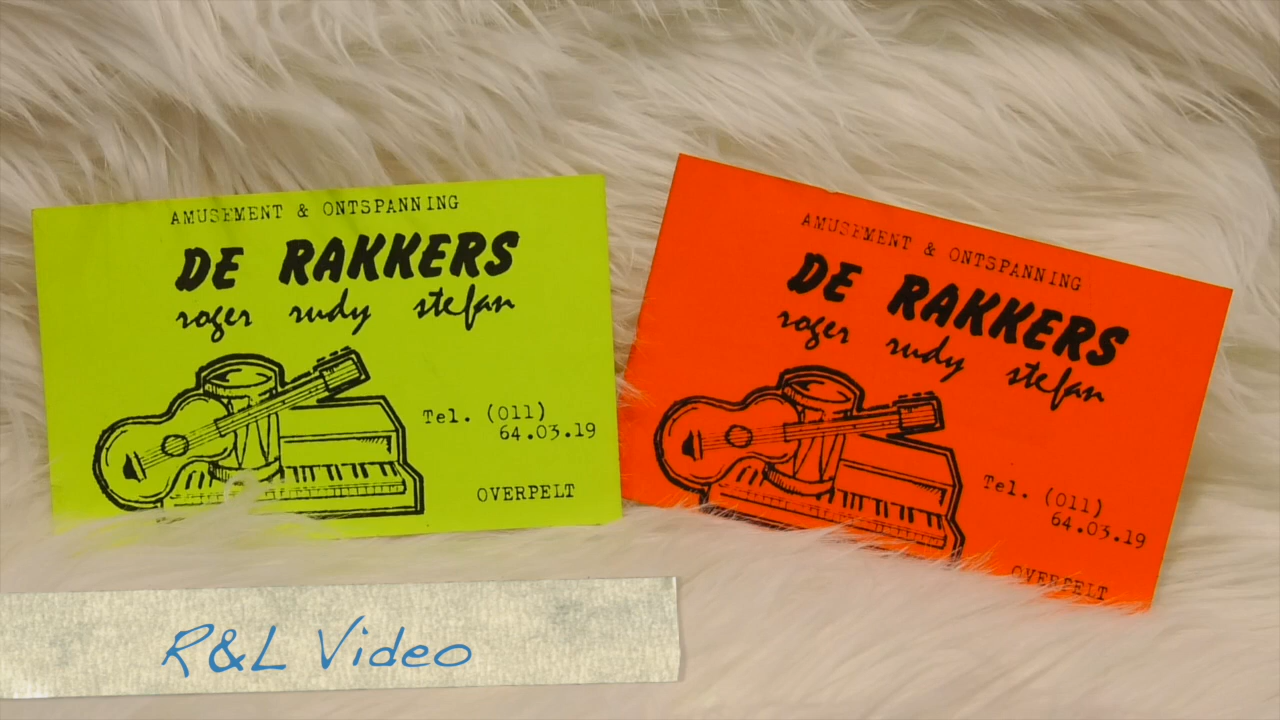 AMUSEMENT & ONTSPANNING
DE RAKKERS
roger rudy stefan
Tel. (011)
64.03.19
OVERPELT
AMUSEMENT & ONTSPANNING
DE RAKKERS
roger rudy stefan
Tel. (011)
64.03.19
OVERPELT
R&L Video